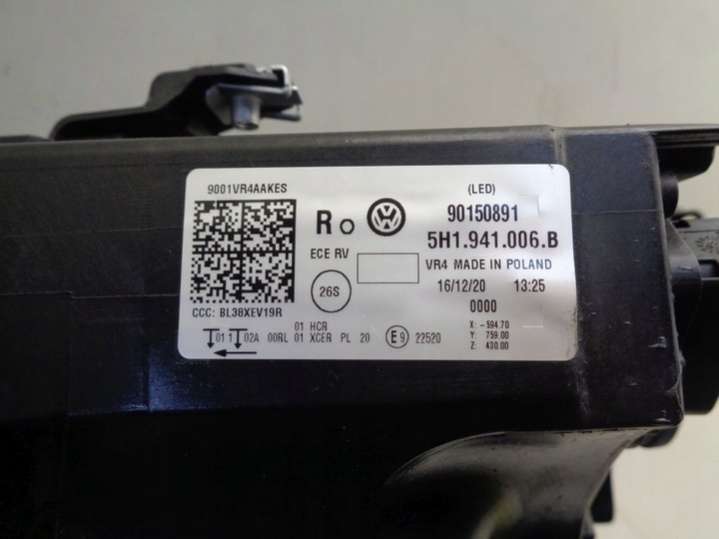 9001VR4AAKES
(LED)
R
90150891
5H1.941.006.B
ECE RV
VR4 MADE IN POLAND
26S
16/12/20 13:25
0000
CCC: BL38XEV19R
01 HCR
01 1 02A 00RL 01 XCER PL 20 E9 22520
X: -594.70
Y: 759.00
Z: 430.00